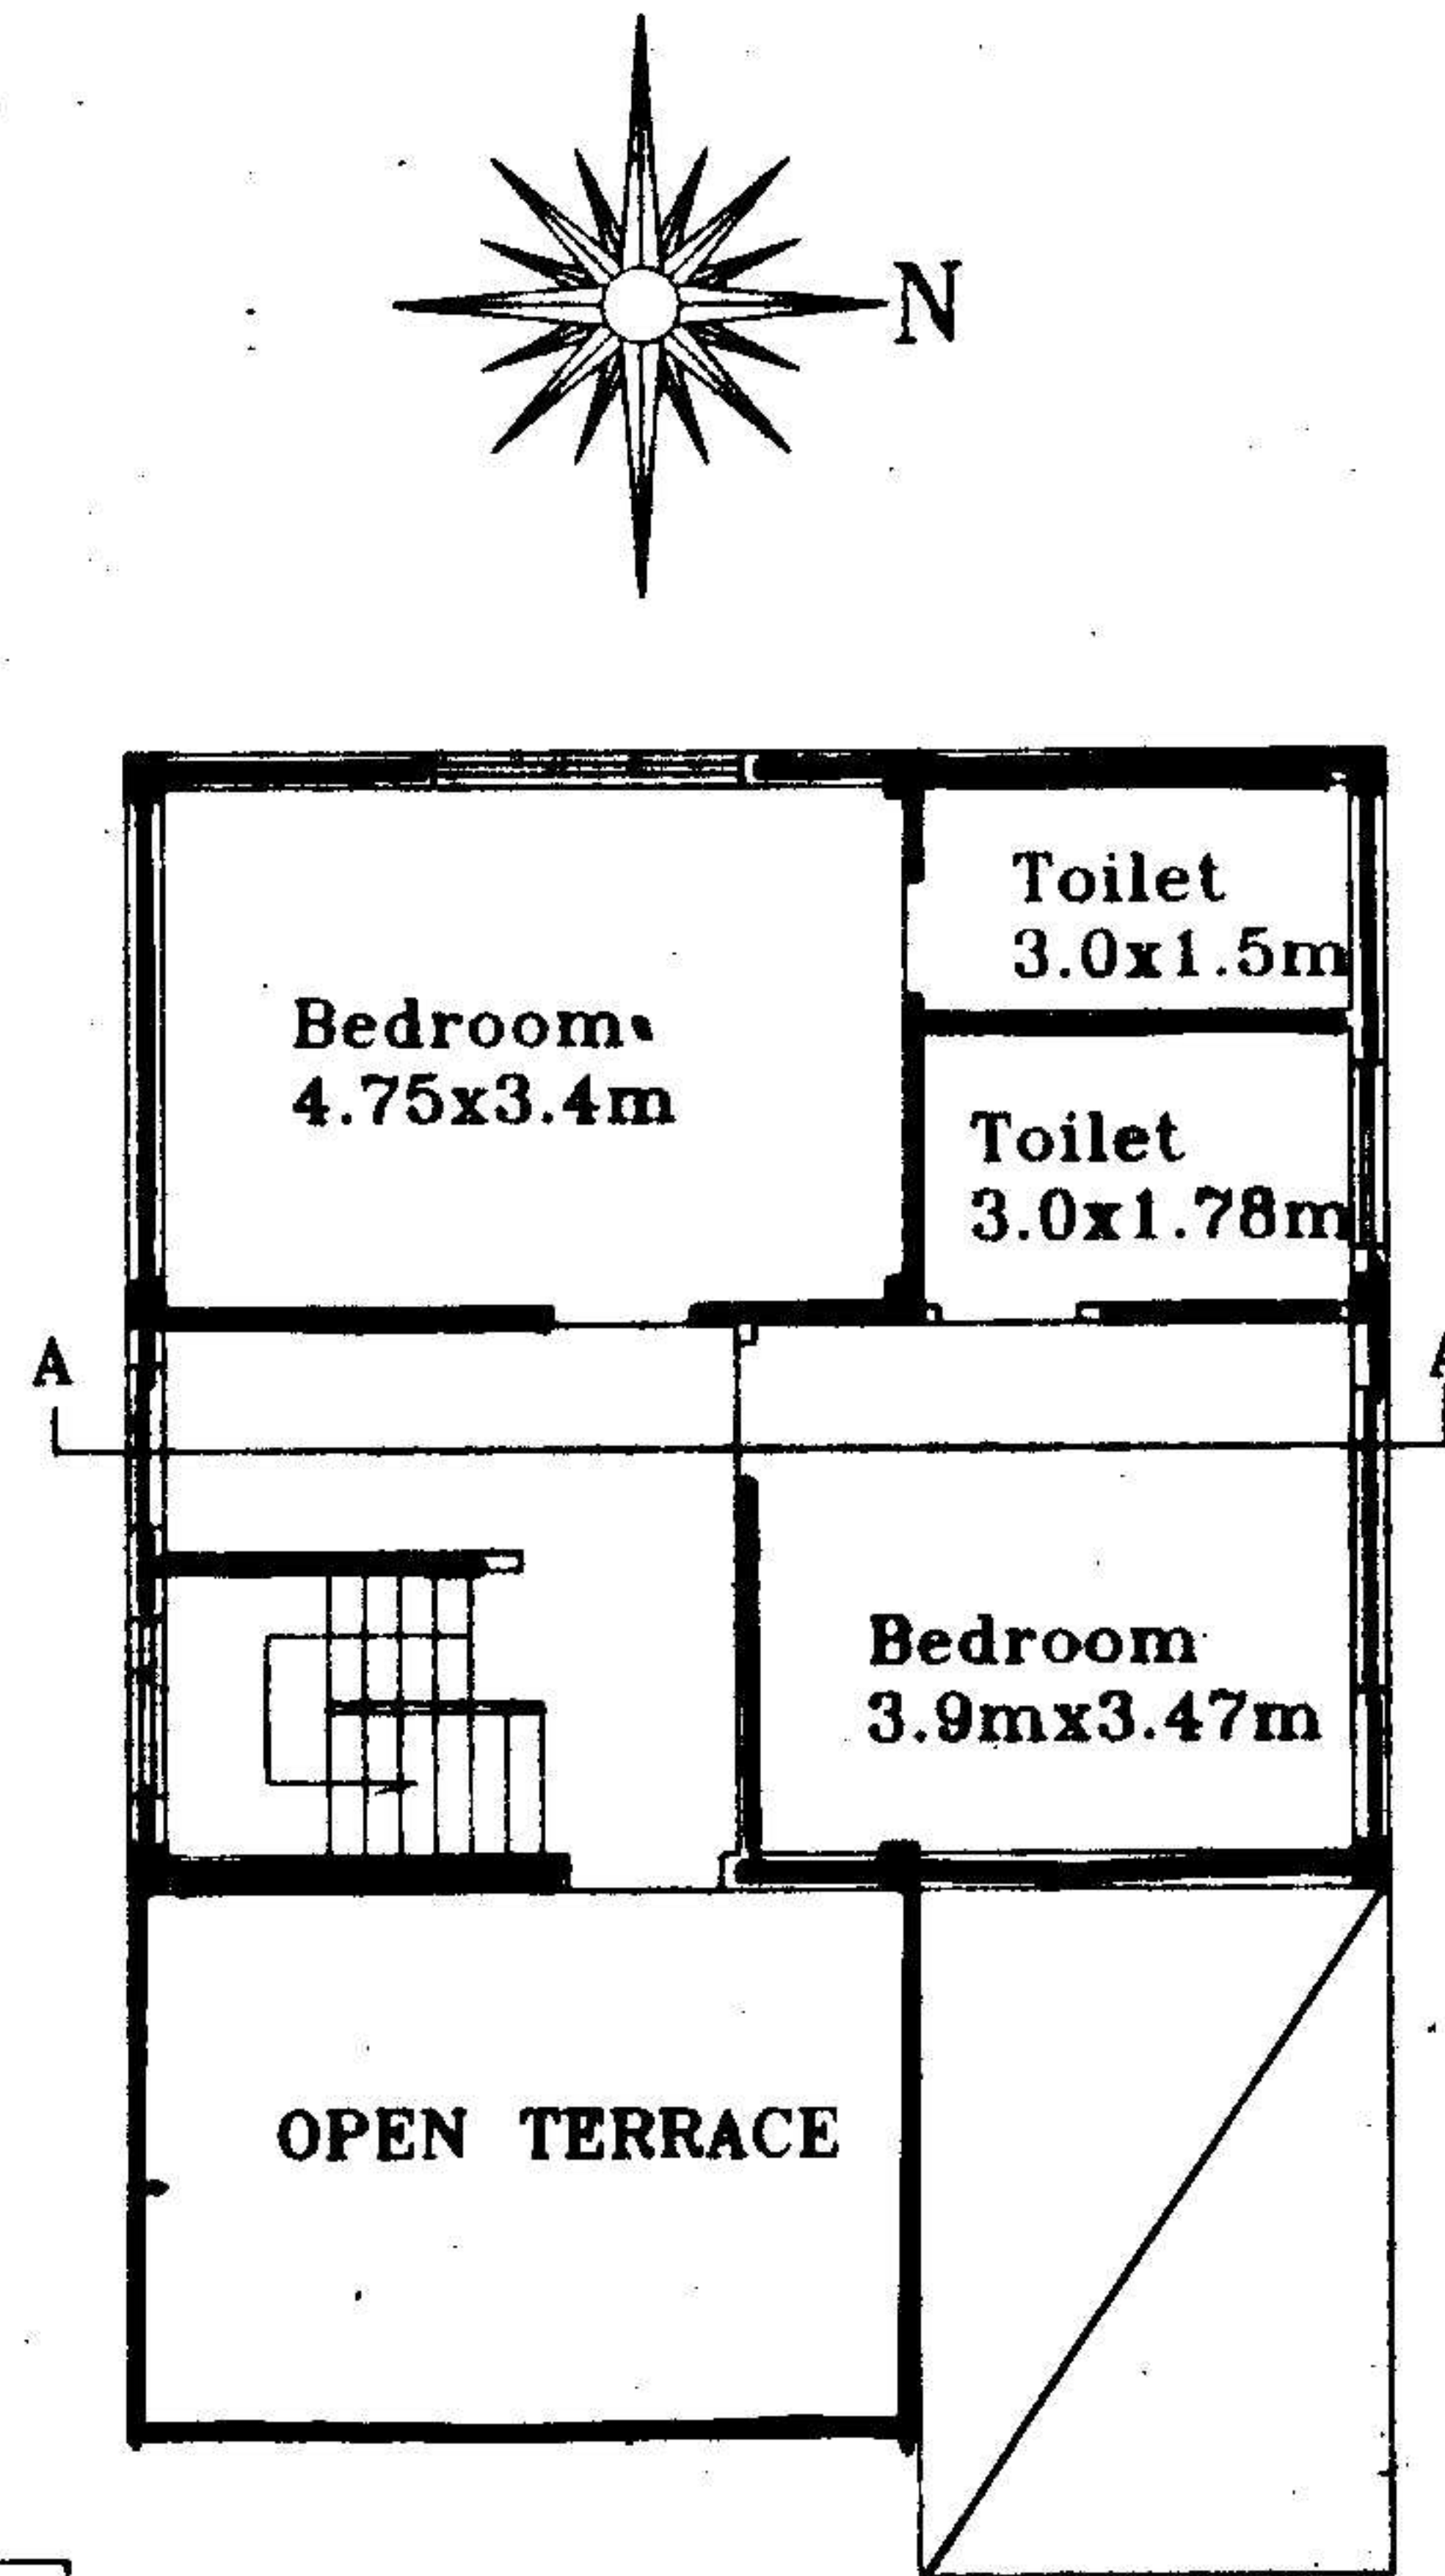 N
Toilet
3.0x1.5m
Bedroom
4.75x3.4m
Toilet
3.0x1.78m
A
A
Bedroom
3.9mx3.47m
OPEN TERRACE